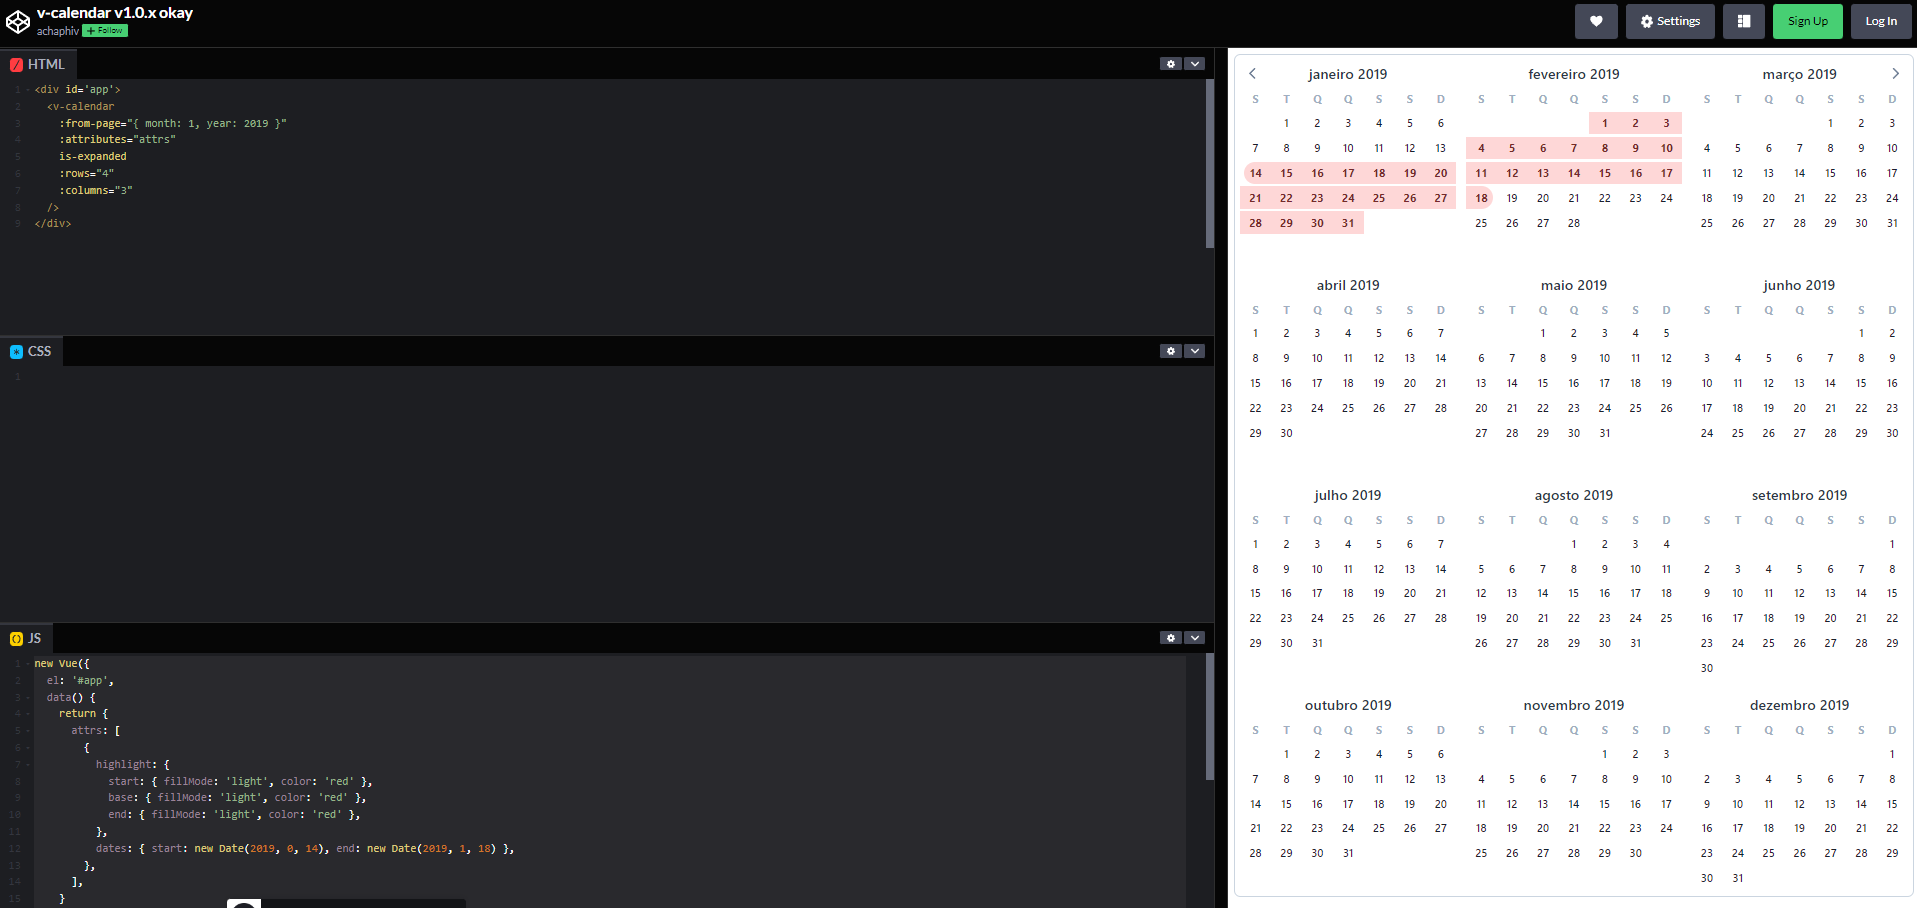 v-calendar v1.0.x okay
achaphiv + Follow
Settings
Sign Up
Log In
HTML
1 <div id='app'>
2 <v-calendar
3 :from-page="{ month: 1, year: 2019 }"
4 :attributes="attrs"
5 is-expanded
6 :rows="4"
7 :columns="3"
8 />
9 </div>
CSS
1
JS
1 new Vue({
2 el: '#app',
3 data() {
4 return {
5 attrs: [
6 {
7 highlight: {
8 start: { fillMode: 'light', color: 'red' },
9 base: { fillMode: 'light', color: 'red' },
10 end: { fillMode: 'light', color: 'red' },
11 },
12 dates: { start: new Date(2019, 0, 14), end: new Date(2019, 1, 18) },
13 },
14 ],
15 }
janeiro 2019
S T Q Q S S D
1 2 3 4 5 6
7 8 9 10 11 12 13
14 15 16 17 18 19 20
21 22 23 24 25 26 27
28 29 30 31
fevereiro 2019
S T Q Q S S D
1 2 3
4 5 6 7 8 9 10
11 12 13 14 15 16 17
18 19 20 21 22 23 24
25 26 27 28
março 2019
S T Q Q S S D
1 2 3
4 5 6 7 8 9 10
11 12 13 14 15 16 17
18 19 20 21 22 23 24
25 26 27 28 29 30 31
abril 2019
S T Q Q S S D
1 2 3 4 5 6 7
8 9 10 11 12 13 14
15 16 17 18 19 20 21
22 23 24 25 26 27 28
29 30
maio 2019
S T Q Q S S D
1 2 3 4 5
6 7 8 9 10 11 12
13 14 15 16 17 18 19
20 21 22 23 24 25 26
27 28 29 30 31
junho 2019
S T Q Q S S D
1 2
3 4 5 6 7 8 9
10 11 12 13 14 15 16
17 18 19 20 21 22 23
24 25 26 27 28 29 30
julho 2019
S T Q Q S S D
1 2 3 4 5 6 7
8 9 10 11 12 13 14
15 16 17 18 19 20 21
22 23 24 25 26 27 28
29 30 31
agosto 2019
S T Q Q S S D
1 2 3 4
5 6 7 8 9 10 11
12 13 14 15 16 17 18
19 20 21 22 23 24 25
26 27 28 29 30 31
setembro 2019
S T Q Q S S D
1
2 3 4 5 6 7 8
9 10 11 12 13 14 15
16 17 18 19 20 21 22
23 24 25 26 27 28 29
30
outubro 2019
S T Q Q S S D
1 2 3 4 5 6
7 8 9 10 11 12 13
14 15 16 17 18 19 20
21 22 23 24 25 26 27
28 29 30 31
novembro 2019
S T Q Q S S D
1 2 3
4 5 6 7 8 9 10
11 12 13 14 15 16 17
18 19 20 21 22 23 24
25 26 27 28 29 30
dezembro 2019
S T Q Q S S D
1
2 3 4 5 6 7 8
9 10 11 12 13 14 15
16 17 18 19 20 21 22
23 24 25 26 27 28 29
30 31